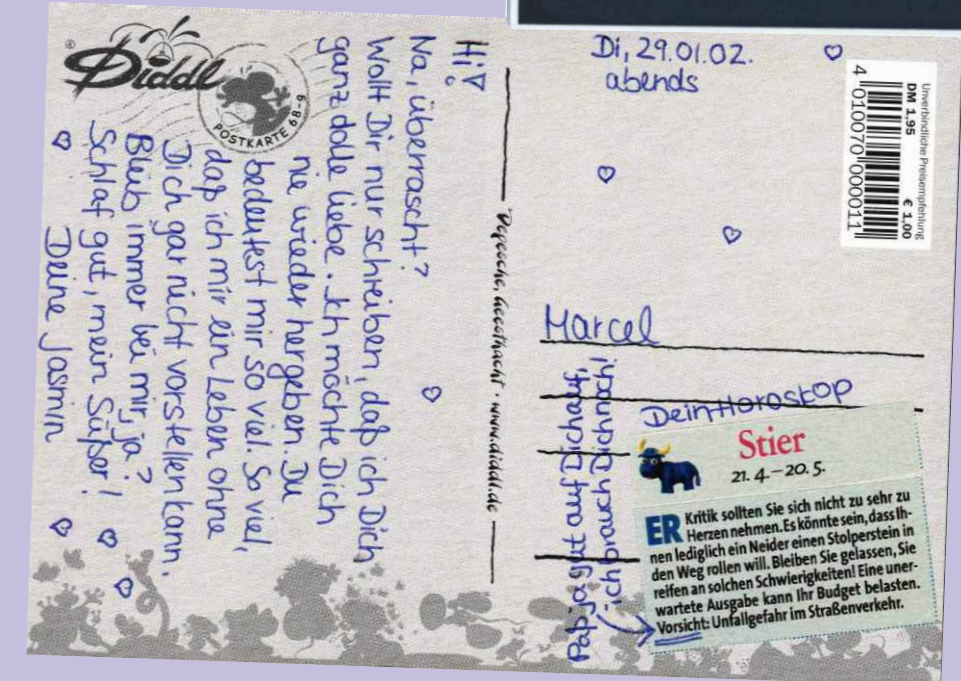 Diddl
®
POSTKARTE 68-9
Hi!
Na, überrascht?
Wollt Dir nur schreiben, daß ich Dich
ganz dolle liebe. Ich möchte Dich
nie wieder hergeben. Du
bedeutest mir so viel. So viel,
daß ich mir ein Leben ohne
Dich gar nicht vorstellen kann.
Bleib immer bei mir, ja?
Schlaf gut, mein Süßer!
Deine Jasmin
Depesche, Geesthacht · www.diddl.de
Di, 29.01.02.
abends
Unverbindliche Preisempfehlung
DM 1,95 € 1,00
4 010070 000011
Marcel
Dein Horoskop
Stier
21. 4.–20. 5.
ER Kritik sollten Sie sich nicht zu sehr zu
Herzen nehmen. Es könnte sein, dass Ih-
nen lediglich ein Neider einen Stolperstein in
den Weg rollen will. Bleiben Sie gelassen, Sie
reifen an solchen Schwierigkeiten! Eine uner-
wartete Ausgabe kann Ihr Budget belasten.
Vorsicht: Unfallgefahr im Straßenverkehr.
Paß ja gut auf Dich auf,
ich brauch Dich noch!